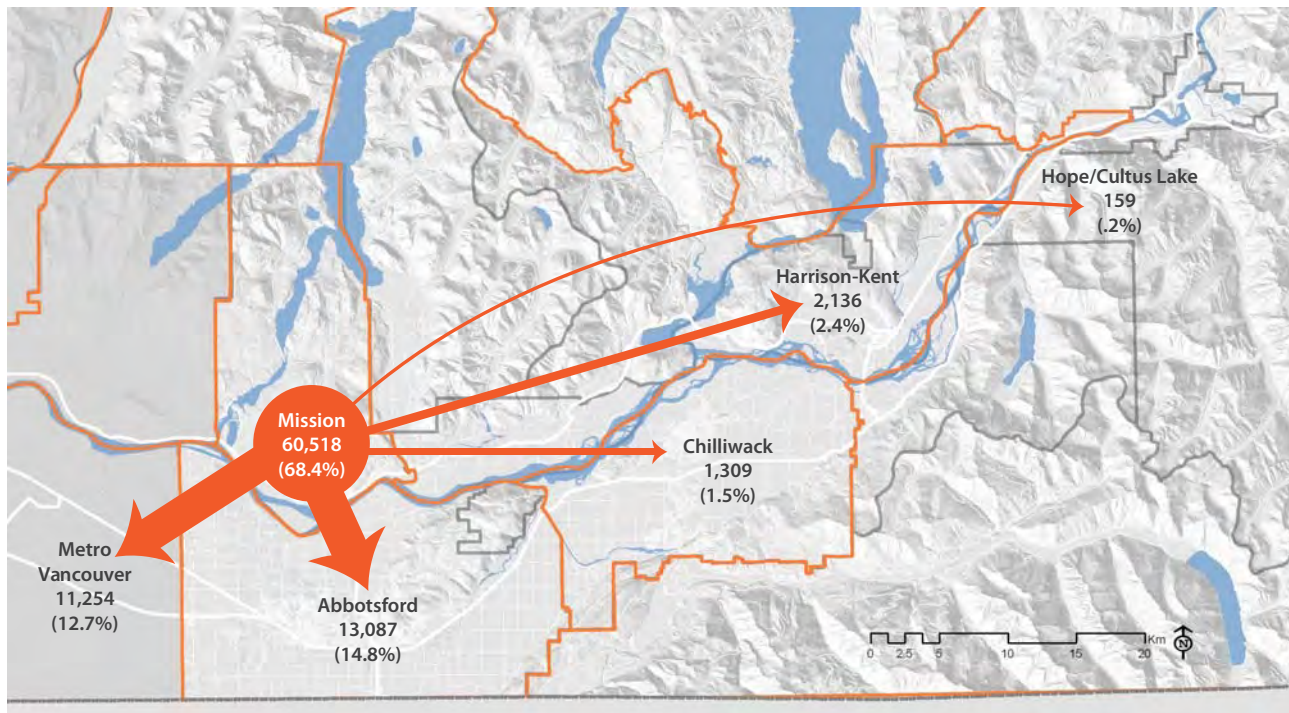 Hope/Cultus Lake
159
(.2%)
Harrison-Kent
2,136
(2.4%)
Mission
60,518
(68.4%)
Chilliwack
1,309
(1.5%)
Metro
Vancouver
11,254
(12.7%)
Abbotsford
13,087
(14.8%)
Km
0 2.5 5 10 15 20
N